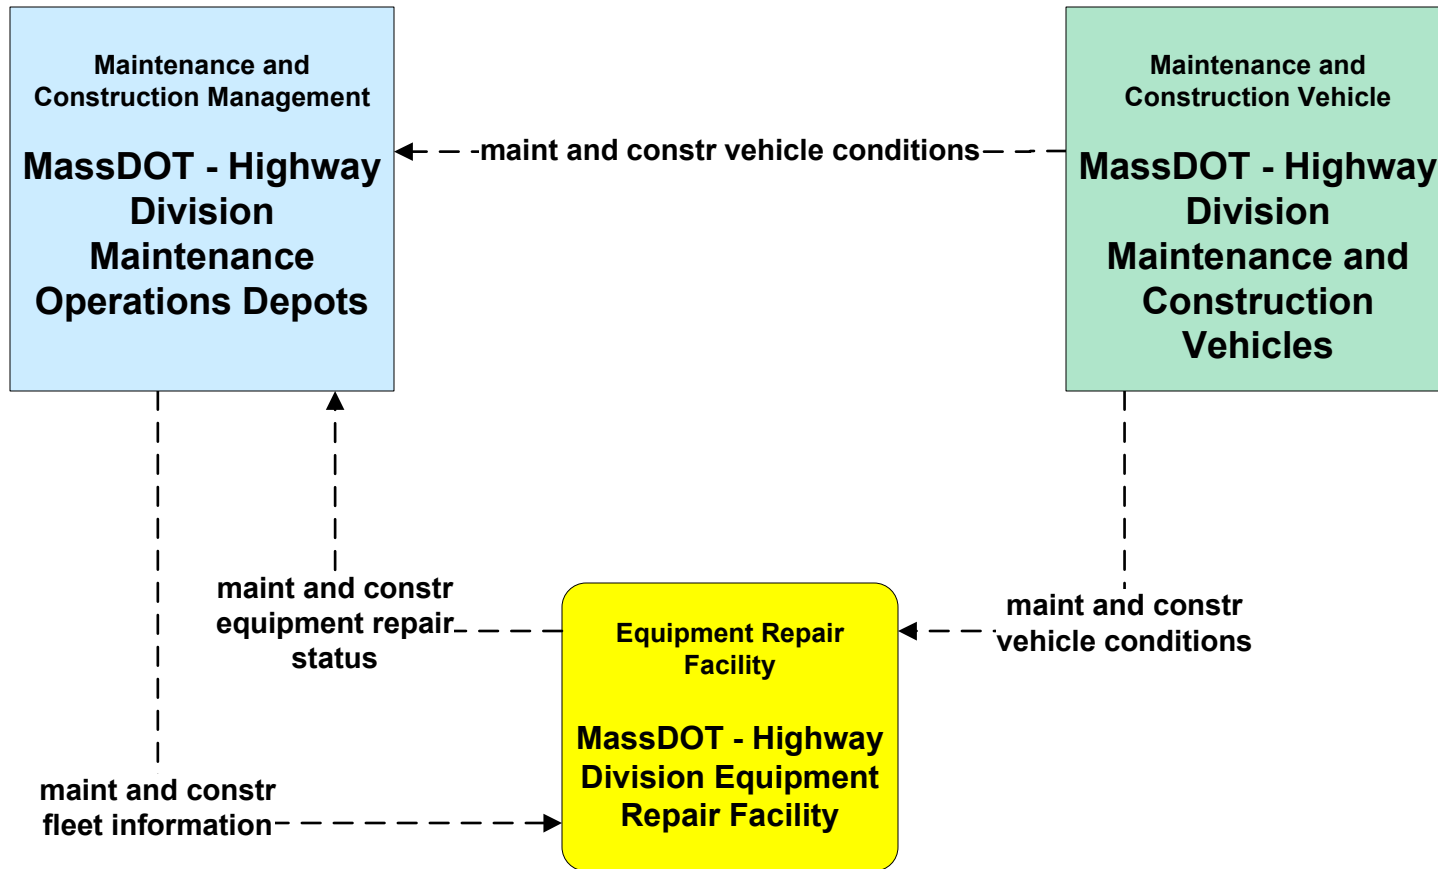 Maintenance and
Construction Management
MassDOT - Highway
Division
Maintenance
Operations Depots
maint and constr vehicle conditions
Maintenance and
Construction Vehicle
MassDOT - Highway
Division
Maintenance and
Construction
Vehicles
maint and constr
equipment repair
status
Equipment Repair
Facility
MassDOT - Highway
Division Equipment
Repair Facility
maint and constr
vehicle conditions
maint and constr
fleet information